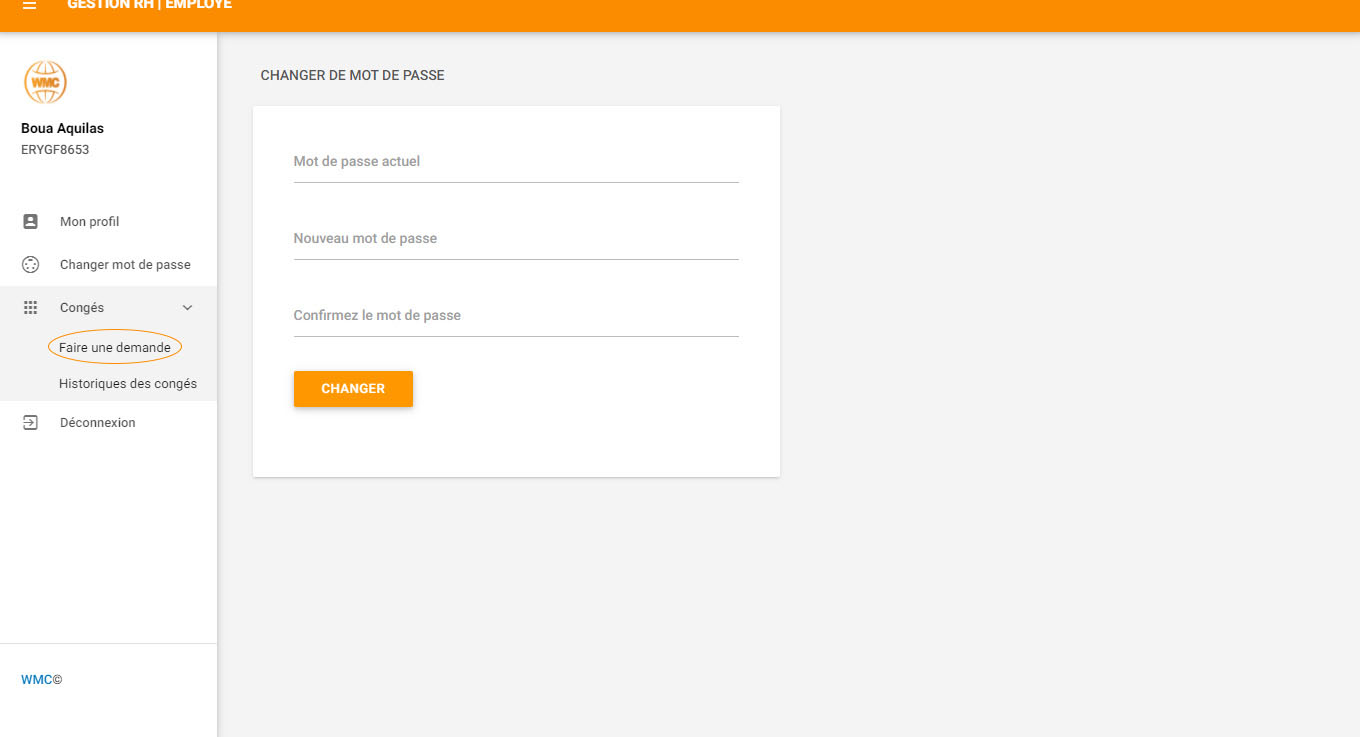 GESTION RH | EMPLOYE
WMC
Boua Aquilas
ERYGF8653
Mon profil
Changer mot de passe
Congés
Faire une demande
Historiques des congés
Déconnexion
WMC©
CHANGER DE MOT DE PASSE
Mot de passe actuel
Nouveau mot de passe
Confirmez le mot de passe
CHANGER